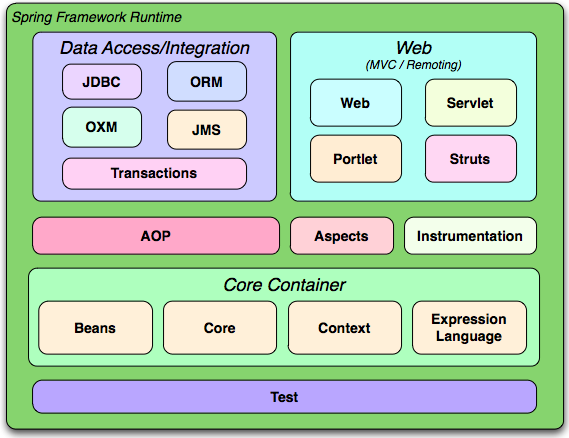 Spring Framework Runtime
Data Access/Integration
JDBC
ORM
OXM
JMS
Transactions
Web
(MVC / Remoting)
Web
Servlet
Portlet
Struts
AOP
Aspects
Instrumentation
Core Container
Beans
Core
Context
Expression
Language
Test